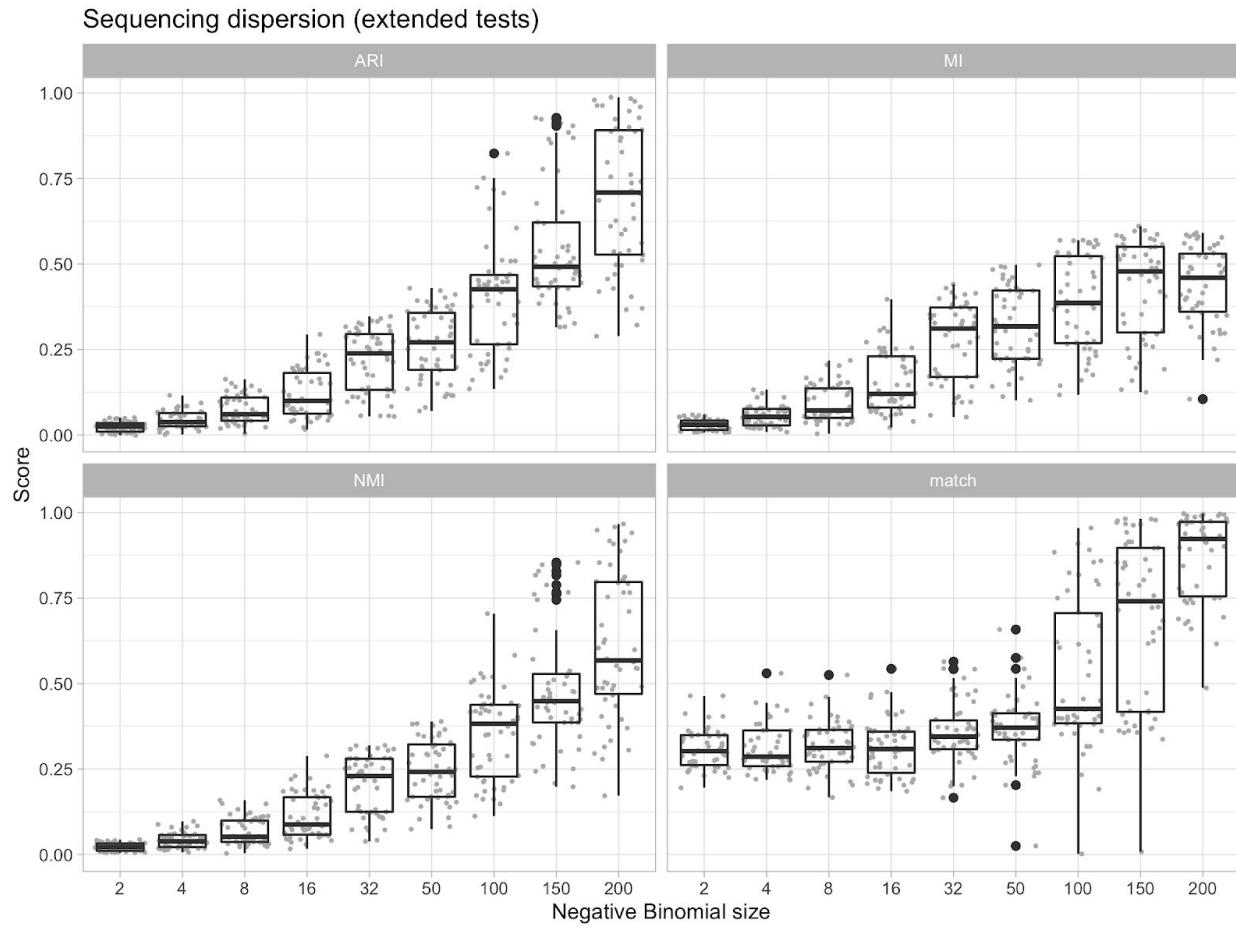 Sequencing dispersion (extended tests)
ARI
MI
1.00
0.75
0.50
0.25
0.00
NMI
match
1.00
0.75
0.50
0.25
0.00
Score
2 4 8 16 32 50 100 150 200
2 4 8 16 32 50 100 150 200
Negative Binomial size